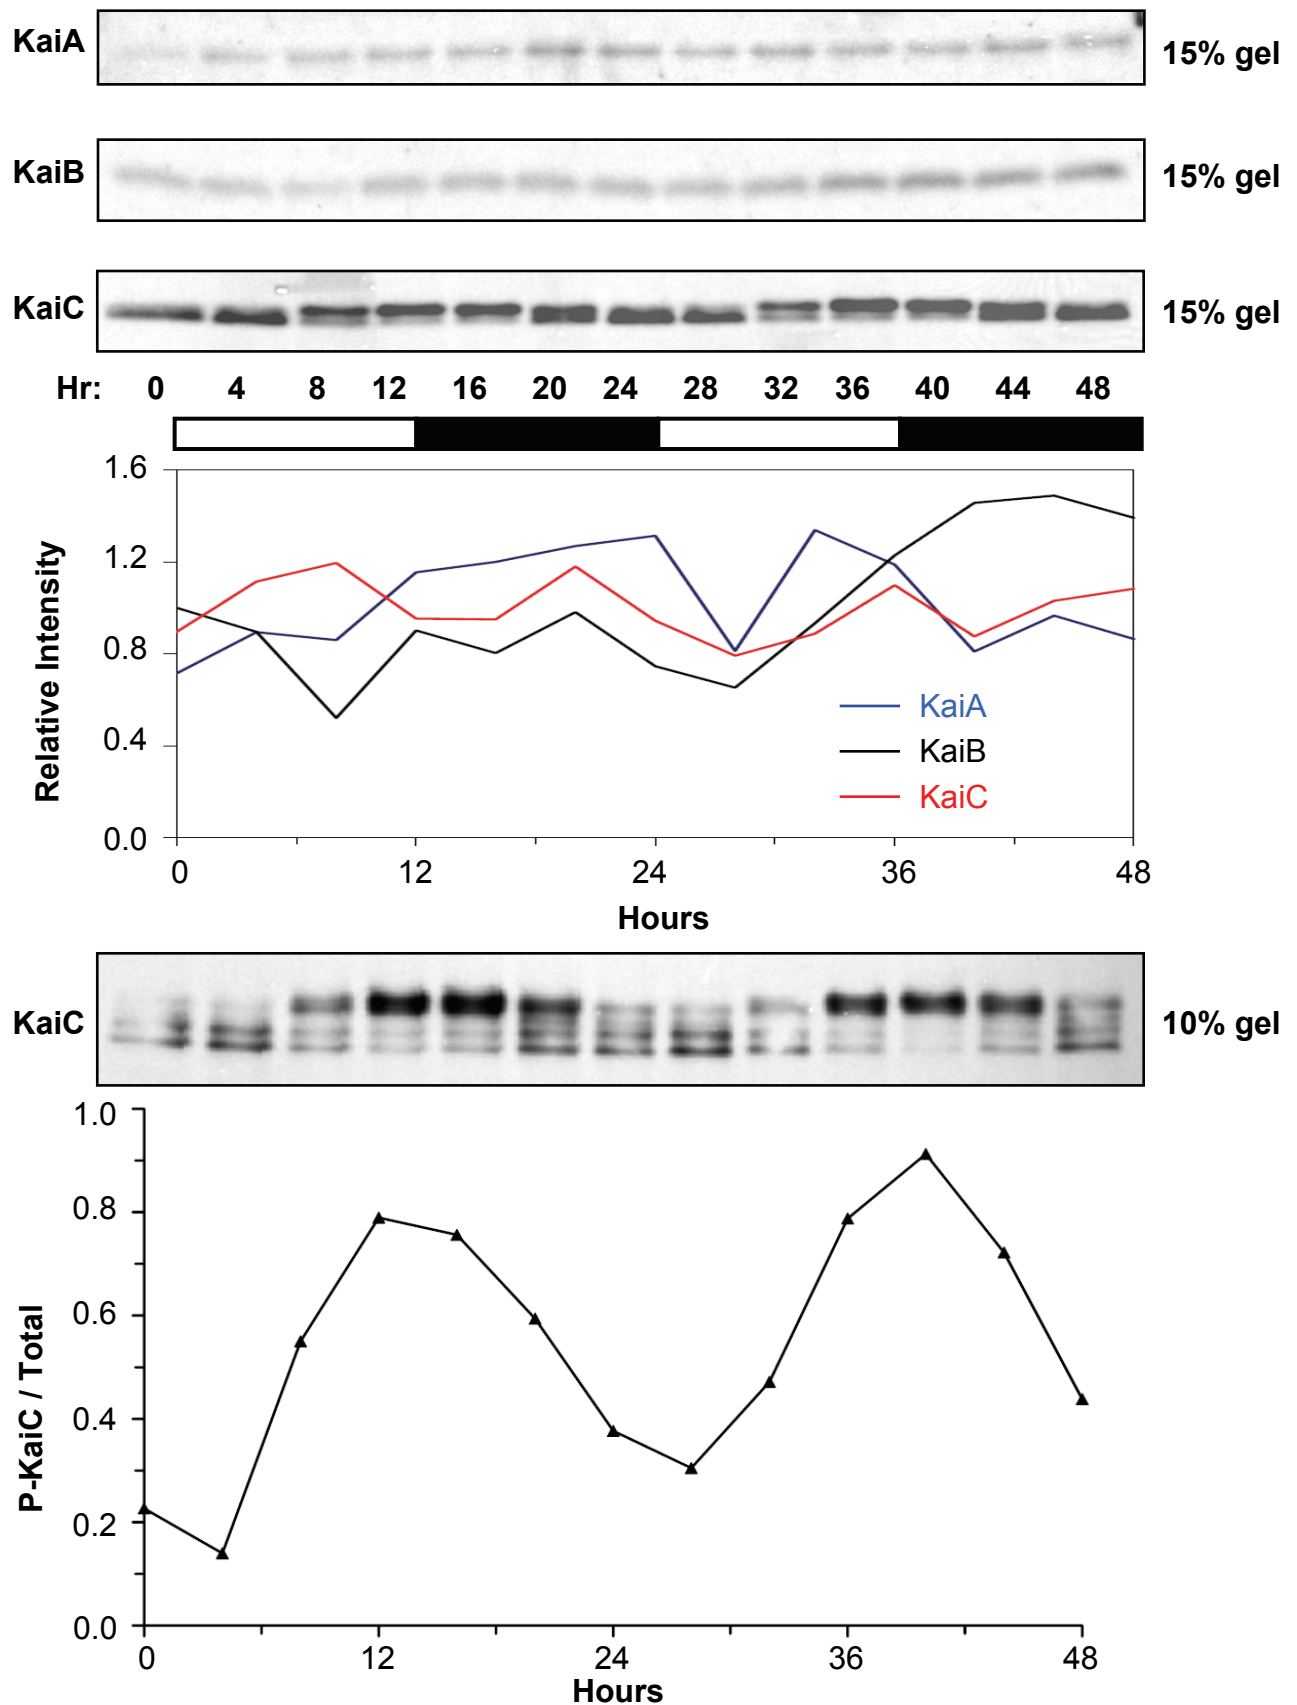 KaiA
15% gel
KaiB
15% gel
KaiC
15% gel
Hr: 0 4 8 12 16 20 24 28 32 36 40 44 48
1.6
1.2
0.8
0.4
0.0
Relative Intensity
KaiA
KaiB
KaiC
0 12 24 36 48
Hours
KaiC
10% gel
1.0
0.8
0.6
0.4
0.2
0.0
P-KaiC / Total
0 12 24 36 48
Hours